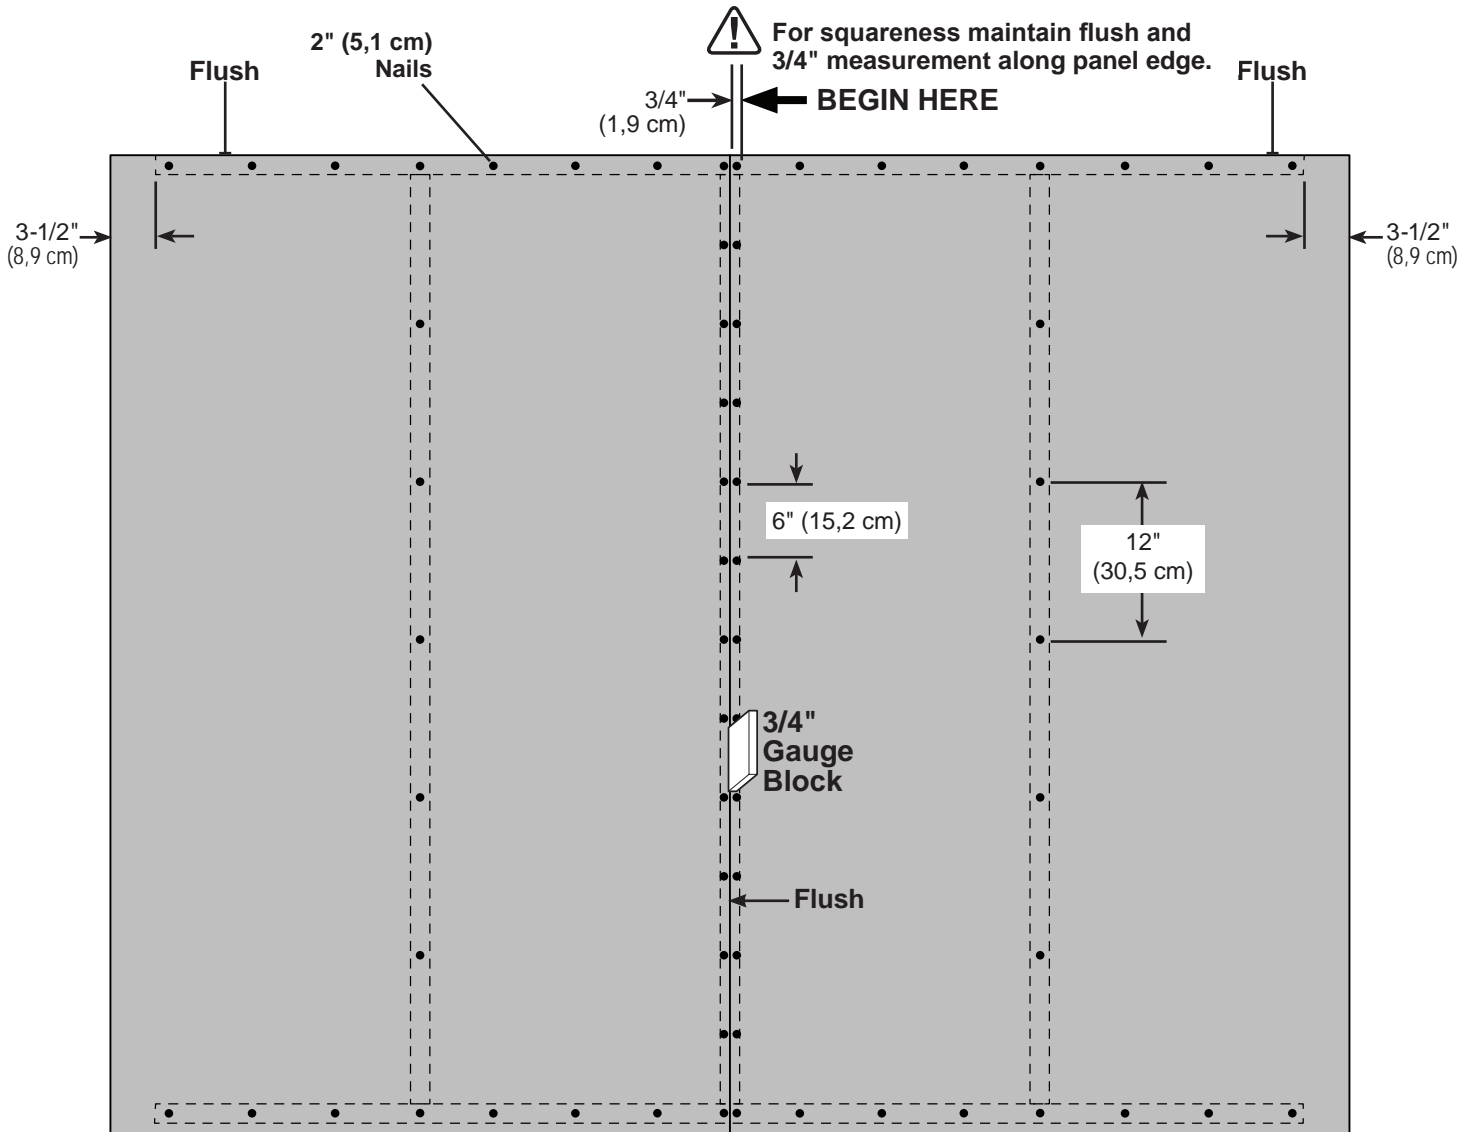 For squareness maintain flush and
3/4" measurement along panel edge.
2" (5,1 cm)
Nails
Flush
Flush
3/4"
(1,9 cm)
BEGIN HERE
3-1/2"
(8,9 cm)
3-1/2"
(8,9 cm)
6" (15,2 cm)
12"
(30,5 cm)
3/4"
Gauge
Block
Flush